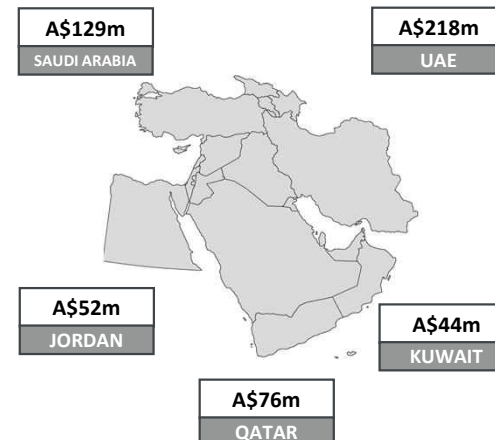 A$129m
SAUDI ARABIA
A$218m
UAE
A$52m
JORDAN
A$44m
KUWAIT
A$76m
QATAR